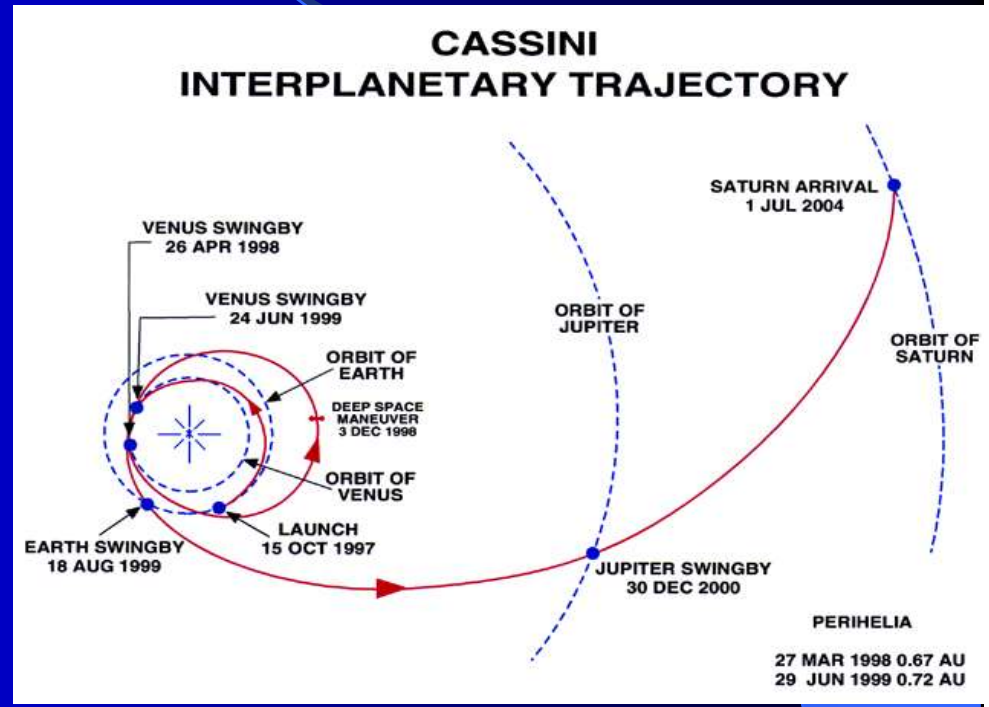 CASSINI
INTERPLANETARY TRAJECTORY
SATURN ARRIVAL
1 JUL 2004
VENUS SWINGBY
26 APR 1998
VENUS SWINGBY
24 JUN 1999
ORBIT OF
JUPITER
ORBIT OF
SATURN
ORBIT OF
EARTH
DEEP SPACE
MANEUVER
3 DEC 1998
ORBIT OF
VENUS
LAUNCH
15 OCT 1997
EARTH SWINGBY
18 AUG 1999
JUPITER SWINGBY
30 DEC 2000
PERIHELIA
27 MAR 1998 0.67 AU
29 JUN 1999 0.72 AU